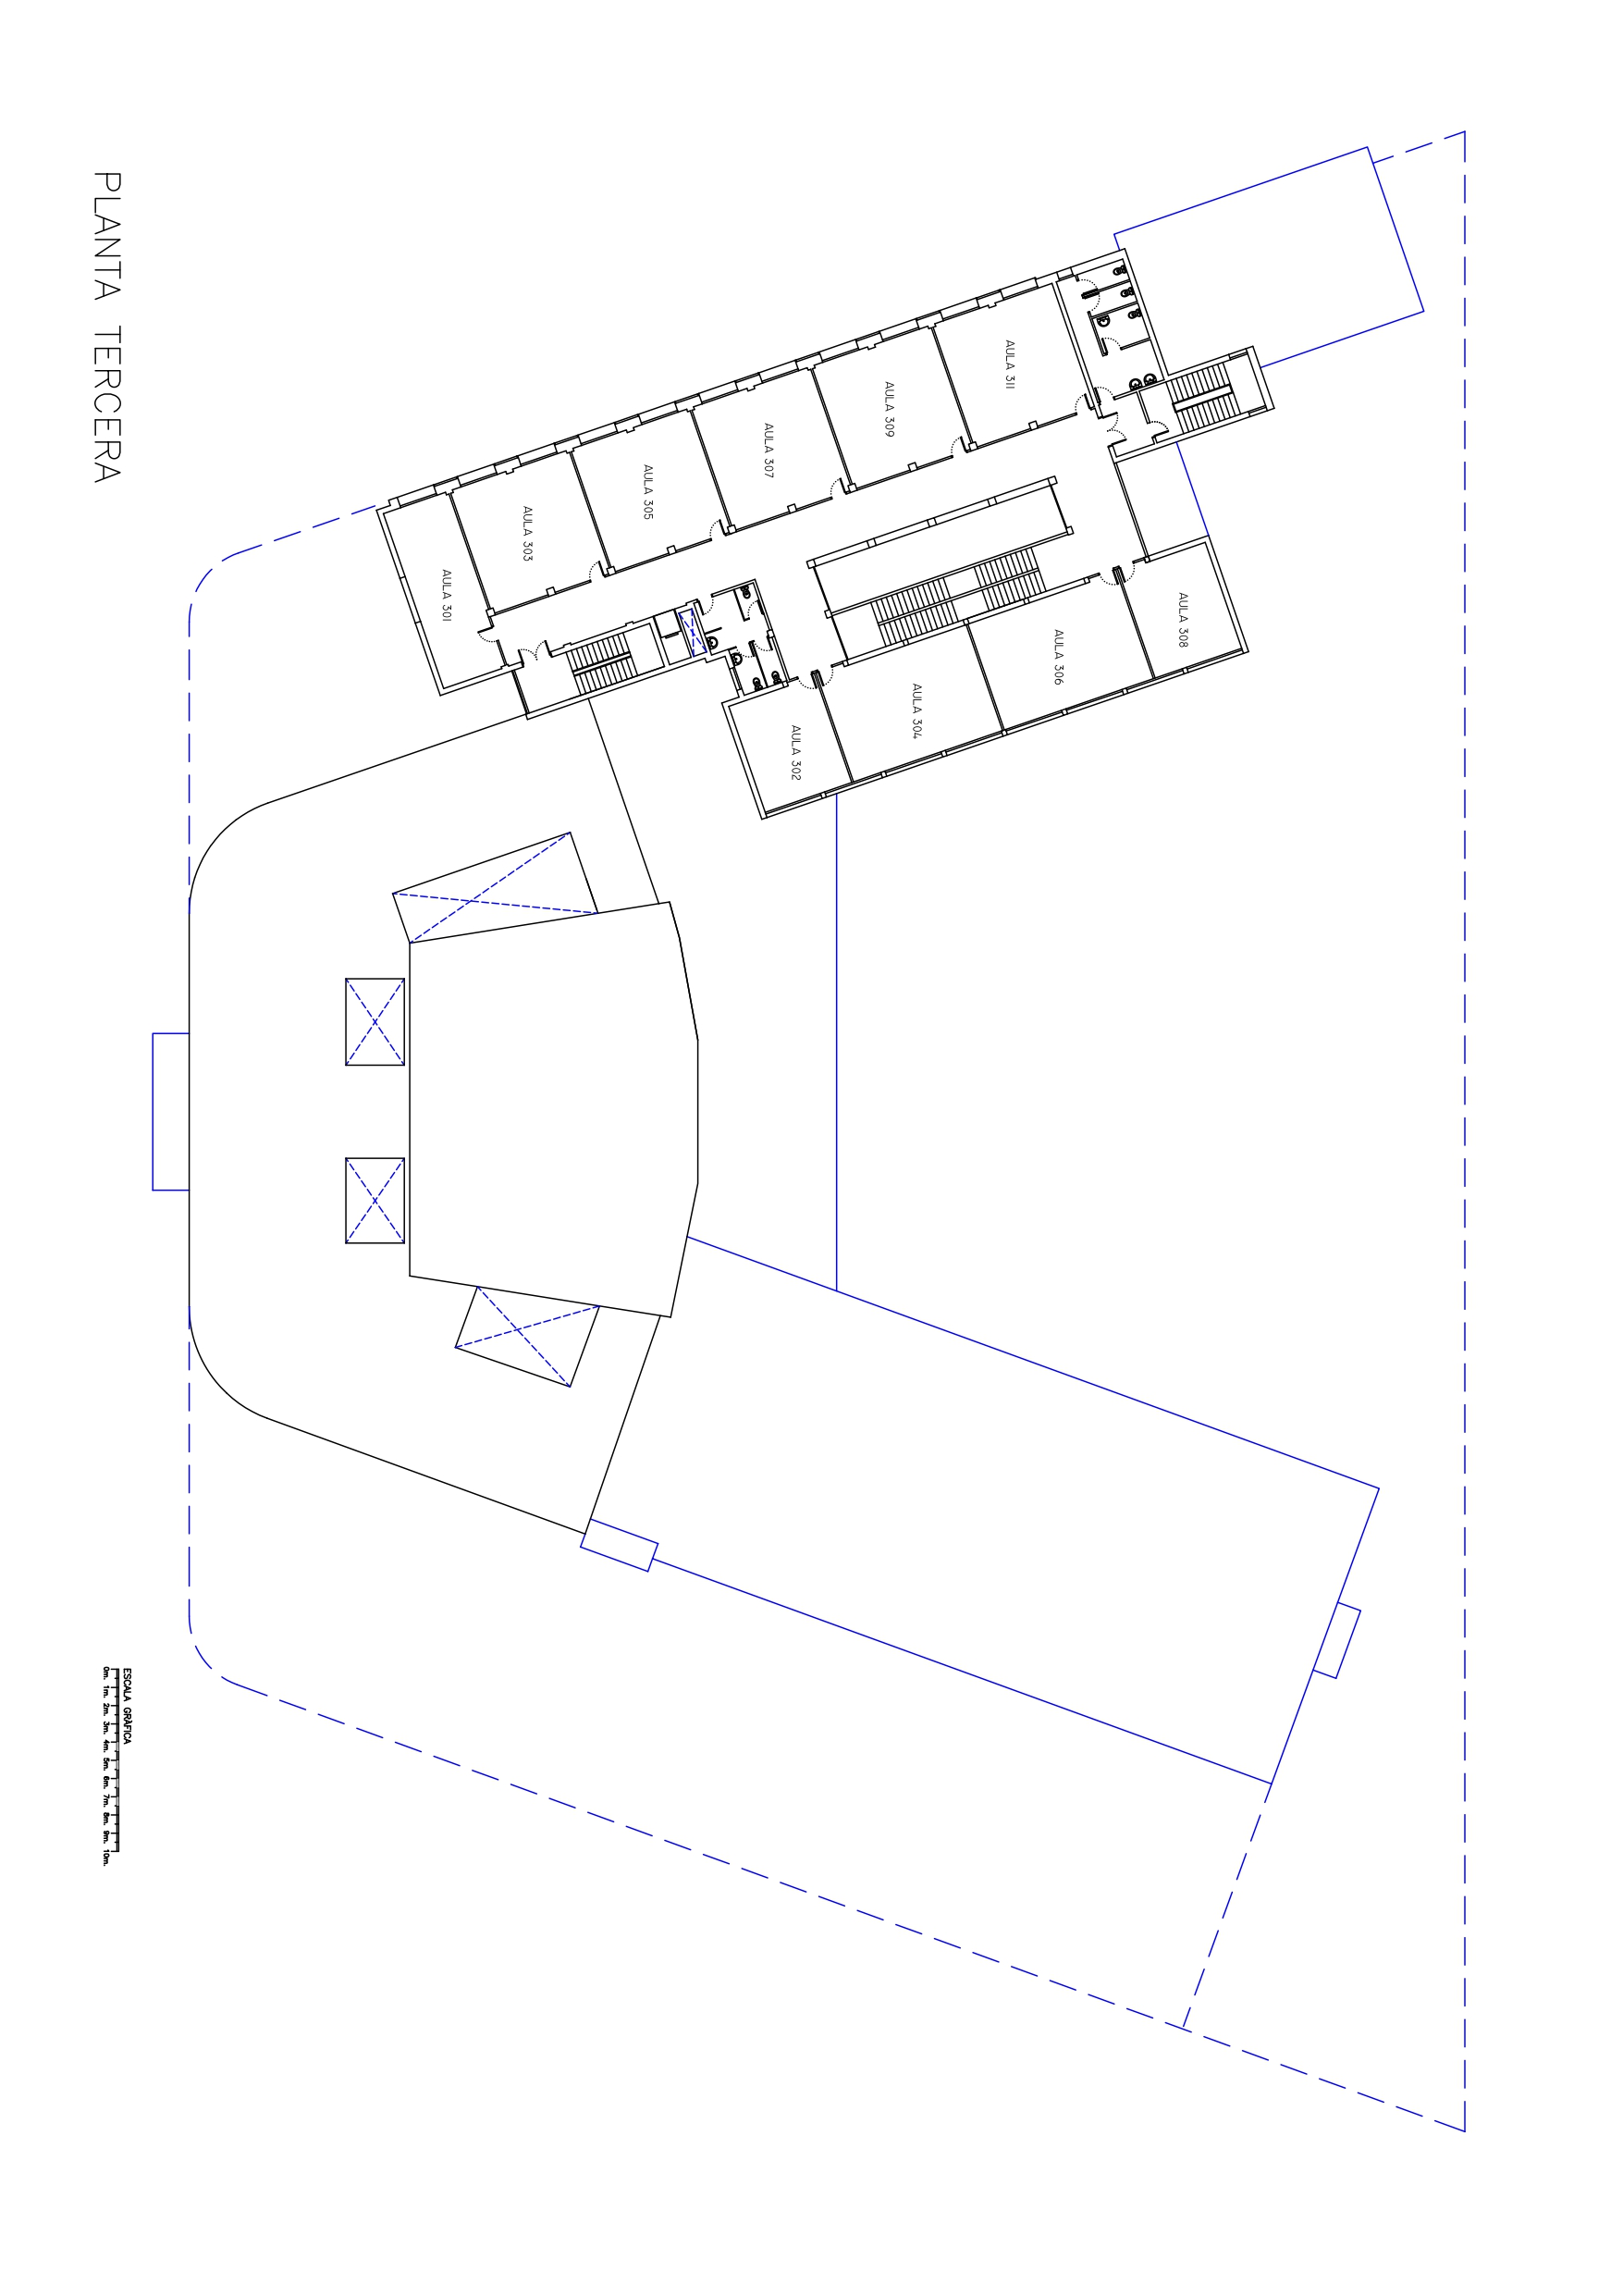 AULA 308
AULA 306
AULA 311
AULA 304
AULA 309
AULA 302
AULA 307
AULA 305
AULA 303
AULA 301
PLANTA TERCERA
ESCALA GRÀFICA
0m. 1m. 2m. 3m. 4m. 5m. 6m. 7m. 8m. 9m. 10m.